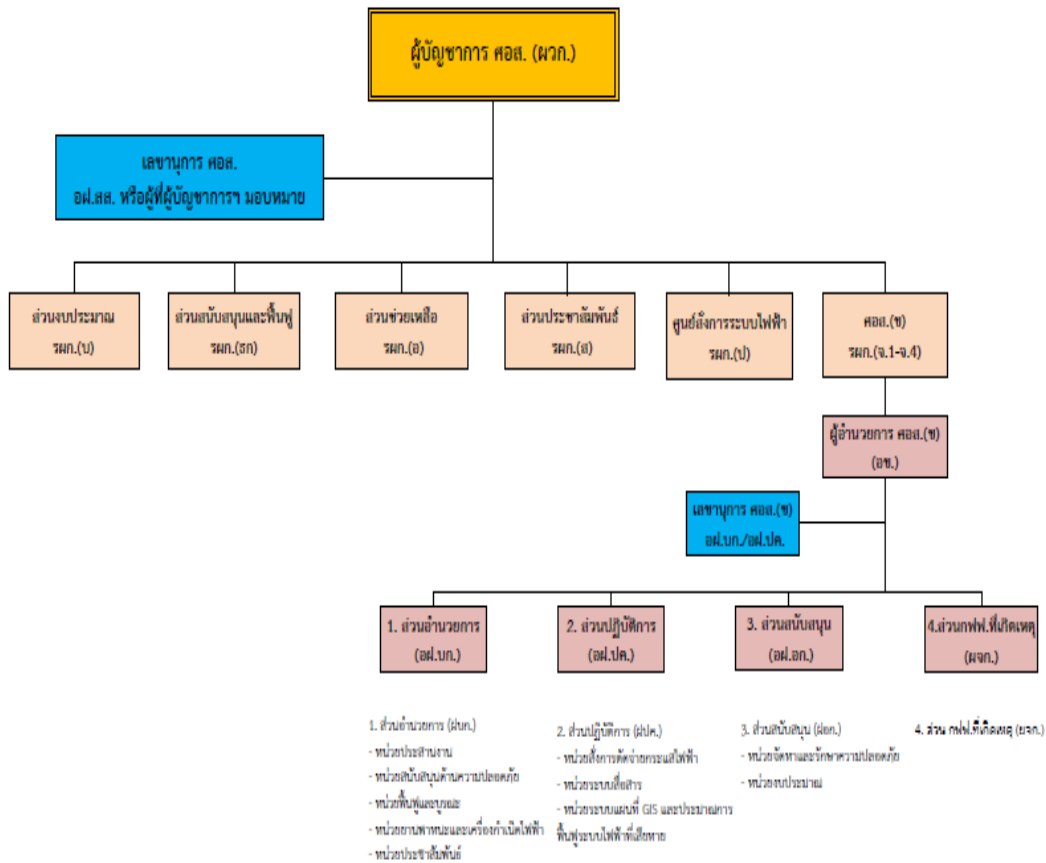 ผู้บัญชาการ ศอส. (ผวก.)
เลขานุการ ศอส.
อฝ.สส. หรือผู้ที่ผู้บัญชาการฯ มอบหมาย
ส่วนงบประมาณ
รผก.(บ)
ส่วนสนับสนุนและฟื้นฟู
รผก.(ธก)
ส่วนช่วยเหลือ
รผก.(อ)
ส่วนประชาสัมพันธ์
รผก.(ส)
ศูนย์สั่งการระบบไฟฟ้า
รผก.(ป)
ศอส.(ข)
รผก.(จ.1-จ.4)
ผู้อำนวยการ ศอส.(ข)
(อข.)
เลขานุการ ศอส.(ข)
อฝ.บก./อฝ.ปค.
1. ส่วนอำนวยการ
(อฝ.บก.)
2. ส่วนปฏิบัติการ
(อฝ.ปค.)
3. ส่วนสนับสนุน
(อฝ.อก.)
4.ส่วนกฟฟ.ที่เกิดเหตุ
(ผจก.)
1. ส่วนอำนวยการ (ฝบก.)
- หน่วยประสานงาน
- หน่วยสนับสนุนด้านความปลอดภัย
- หน่วยฟื้นฟูและบูรณะ
- หน่วยยานพาหนะและเครื่องกำเนิดไฟฟ้า
- หน่วยประชาสัมพันธ์
2. ส่วนปฏิบัติการ (ฝปค.)
- หน่วยสั่งการตัดจ่ายกระแสไฟฟ้า
- หน่วยระบบสื่อสาร
- หน่วยระบบแผนที่ GIS และประมาณการ
ฟื้นฟูระบบไฟฟ้าที่เสียหาย
3. ส่วนสนับสนุน (ฝอก.)
- หน่วยจัดหาและรักษาความปลอดภัย
- หน่วยงบประมาณ
4. ส่วน กฟฟ.ที่เกิดเหตุ (ผจก.)